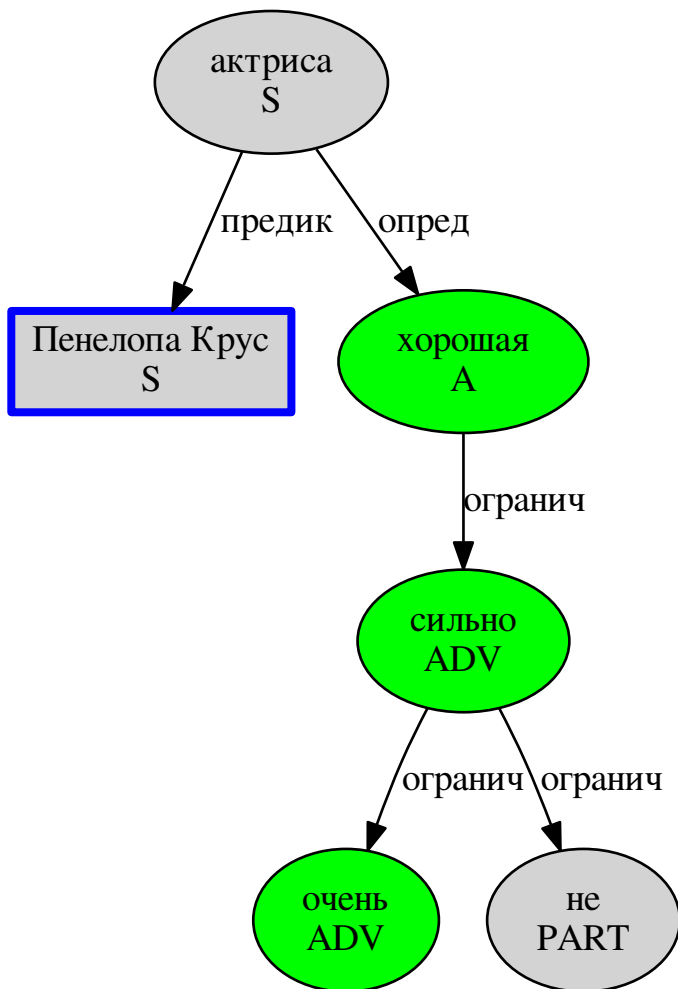 актриса
S
предик
опред
Пенелопа Крус
S
хорошая
A
огранич
сильно
ADV
огранич
огранич
очень
ADV
не
PART